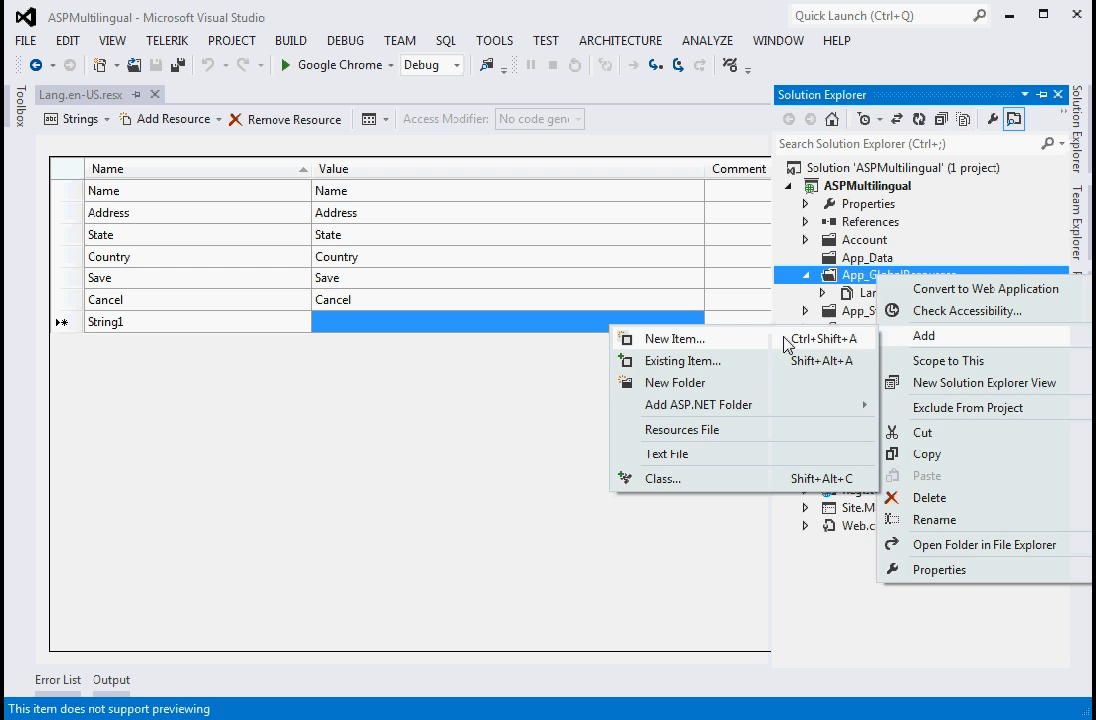 ASPMultilingual - Microsoft Visual Studio
Quick Launch (Ctrl+Q)
FILE EDIT VIEW TELERIK PROJECT BUILD DEBUG TEAM SQL TOOLS TEST ARCHITECTURE ANALYZE WINDOW HELP
Google Chrome Debug
Toolbox
Lang.en-US.resx
Strings Add Resource Remove Resource Access Modifier: No code gen
Name Value Comment
Name Name
Address Address
State State
Country Country
Save Save
Cancel Cancel
String1
Solution Explorer
Search Solution Explorer (Ctrl+;)
Solution 'ASPMultilingual' (1 project)
ASPMultilingual
Properties
References
Account
App_Data
App_GlobalResources
Lar
App_S
Site.M
Web.c
New Item... Ctrl+Shift+A
Existing Item... Shift+Alt+A
New Folder
Add ASP.NET Folder
Resources File
Text File
Class... Shift+Alt+C
Convert to Web Application
Check Accessibility...
Add
Scope to This
New Solution Explorer View
Exclude From Project
Cut
Copy
Paste
Delete
Rename
Open Folder in File Explorer
Properties
Solution Explorer
Team Explorer
Error List Output
This item does not support previewing